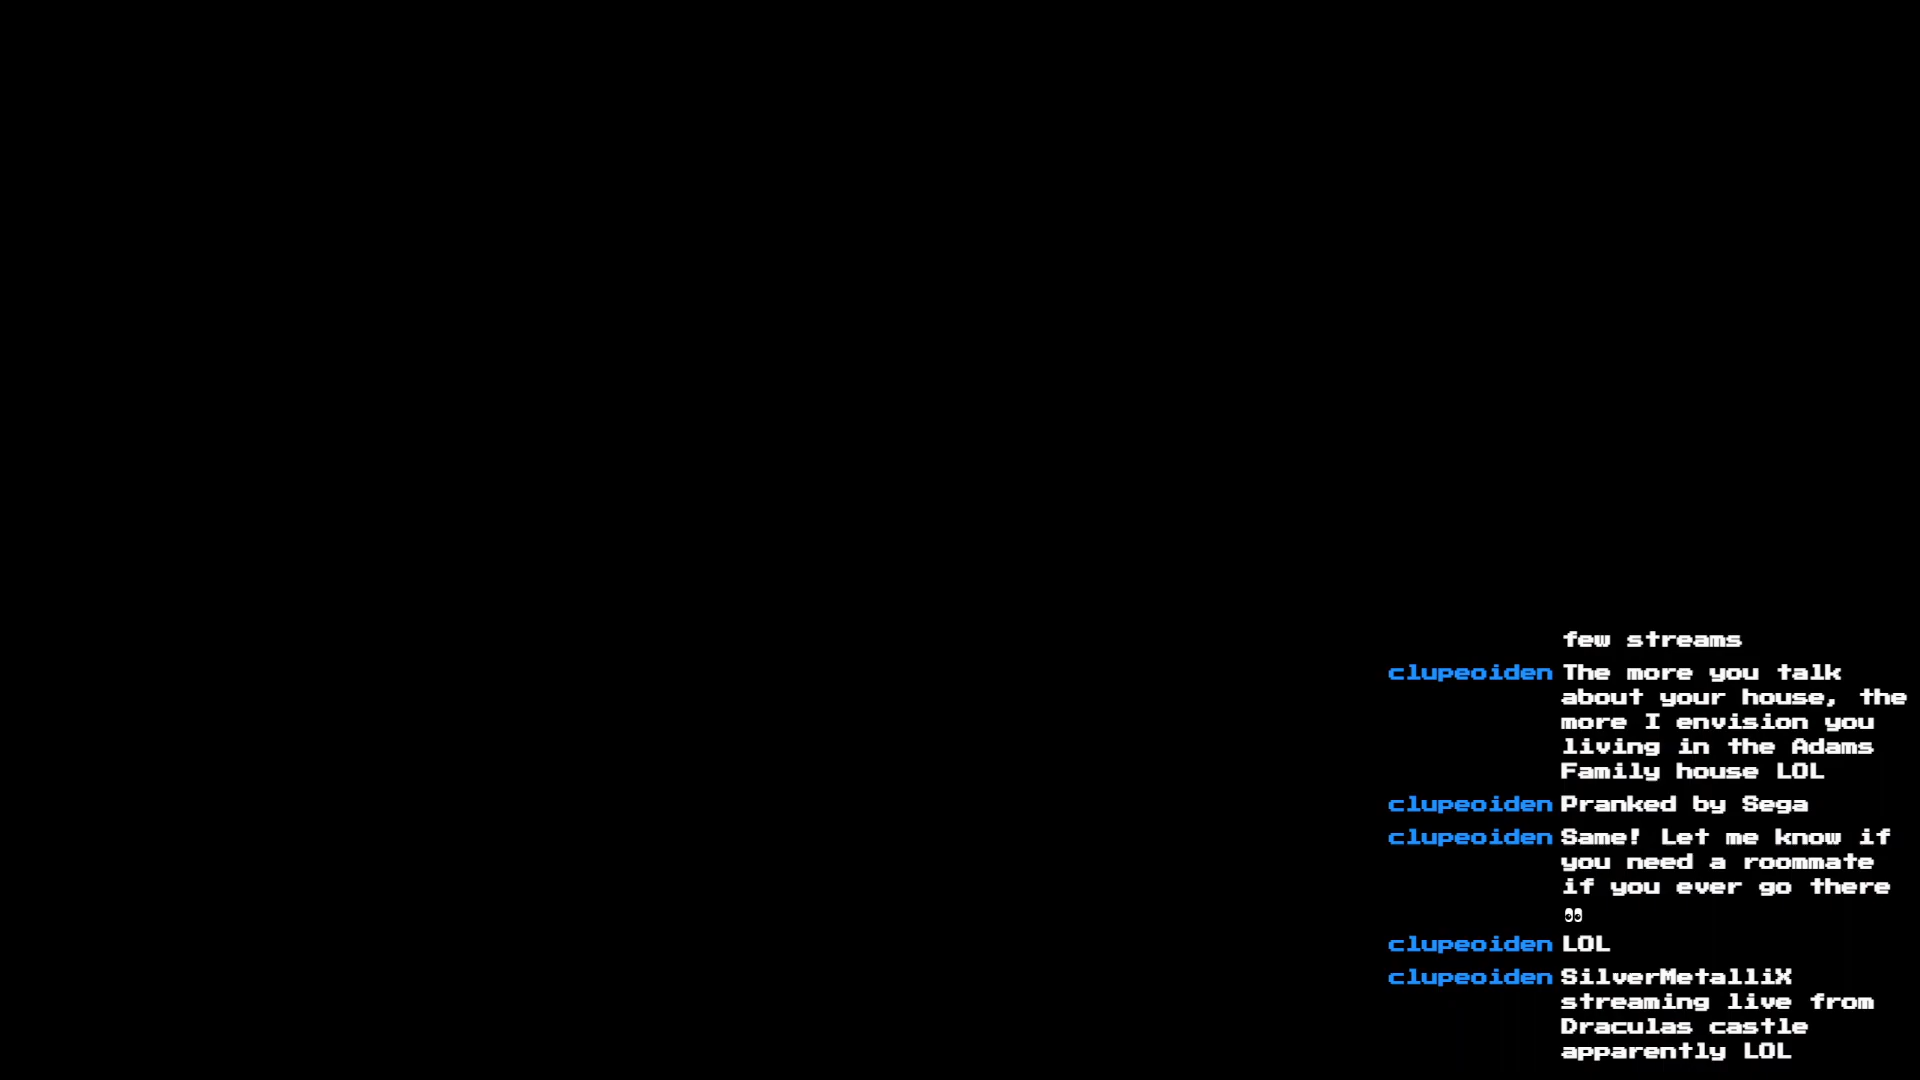 few streams
clupeoiden The more you talk
about your house, the
more I envision you
living in the Adams
Family house LOL
clupeoiden Pranked by Sega
clupeoiden Same! Let me know if
you need a roommate
if you ever go there
👀
clupeoiden LOL
clupeoiden SilverMetalliX
streaming live from
Draculas castle
apparently LOL